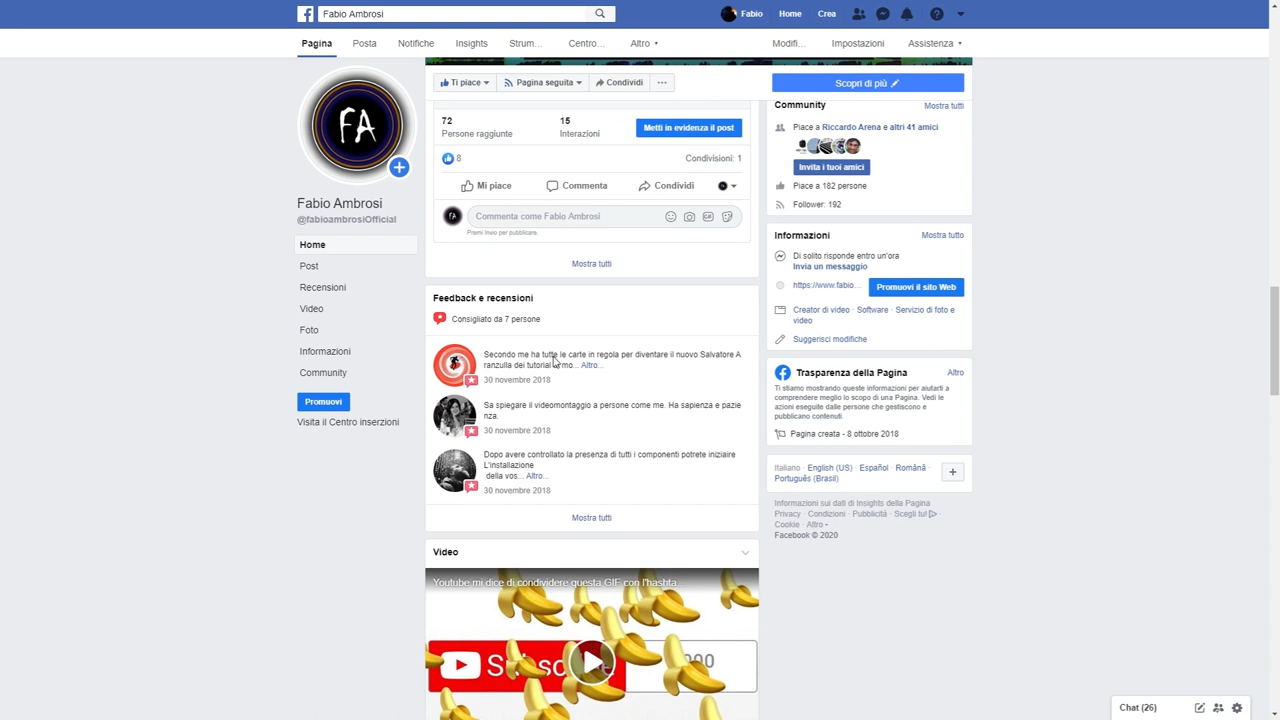 Fabio Ambrosi
Fabio Home Crea
Pagina Posta Notifiche Insights Strum... Centro... Altro Modifi... Impostazioni Assistenza
Ti piace Pagina seguita Condividi ... Scopri di più
FA
Fabio Ambrosi
@fabioambrosiOfficial
Home
Post
Recensioni
Video
Foto
Informazioni
Community
Promuovi
Visita il Centro inserzioni
72
Persone raggiunte
15
Interazioni
Metti in evidenza il post
8
Condivisioni: 1
Mi piace Commenta Condividi
FA
Commenta come Fabio Ambrosi
GIF
Premi Invio per pubblicare.
Mostra tutti
Feedback e recensioni
Consigliato da 7 persone
Secondo me ha tutte le carte in regola per diventare il nuovo Salvatore A
ranzulla dei tutorial mo... Altro...
30 novembre 2018
Sa spiegare il videomontaggio a persone come me. Ha sapienza e pazie
nza.
30 novembre 2018
Dopo avere controllato la presenza di tutti i componenti potrete iniziare
L'installazione
della vos... Altro...
30 novembre 2018
Mostra tutti
Video
Youtube mi dice di condividere questa GIF con l'hashta...
Community Mostra tutti
Piace a Riccardo Arena e altri 41 amici
Invita i tuoi amici
Piace a 182 persone
Follower: 192
Informazioni Mostra tutto
Di solito risponde entro un'ora
Invia un messaggio
https://www.fabio... Promuovi il sito Web
Creator di video · Software · Servizio di foto e
video
Suggerisci modifiche
Trasparenza della Pagina Altro
Ti stiamo mostrando queste informazioni per aiutarti a
comprendere meglio lo scopo di una Pagina. Vedi le
azioni eseguite dalle persone che gestiscono e
pubblicano contenuti.
Pagina creata - 8 ottobre 2018
Italiano · English (US) · Español · Română ·
Português (Brasil)
Informazioni sui dati di Insights della Pagina
Privacy · Condizioni · Pubblicità · Scegli tu! ·
Cookie · Altro
Facebook © 2020
Chat (26)